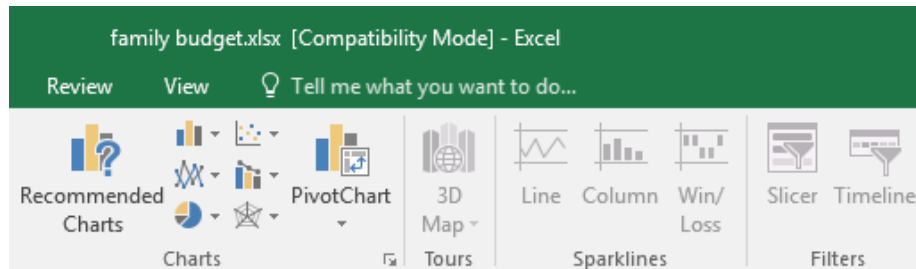 family budget.xlsx [Compatibility Mode] - Excel
Review View Tell me what you want to do...
Recommended Charts
PivotChart
3D Map
Line Column Win/ Loss
Slicer Timeline
Charts Tours Sparklines Filters